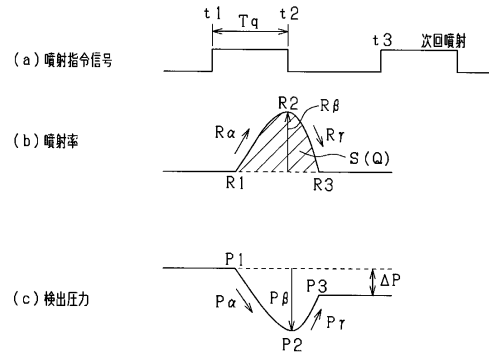 t1 t2
Tq
t3 次回噴射
(a)噴射指令信号
R2 Rβ
(b)噴射率
Rα Rγ
S(Q)
R1 R3
P1
P3 ΔP
(c)検出圧力
Pα Pβ Pγ
P2